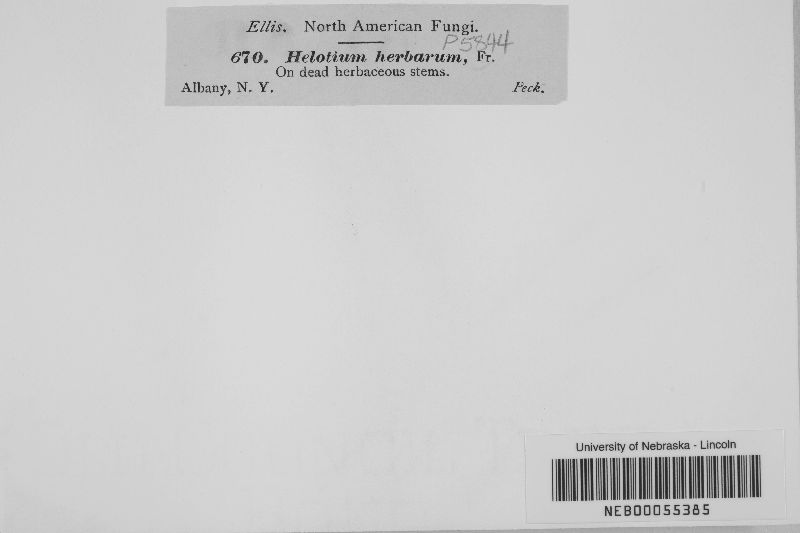 Ellis. North American Fungi.
P5844
670. Helotium herbarum, Fr.
On dead herbaceous stems.
Albany, N. Y. Peck.
University of Nebraska - Lincoln
NEB00055385